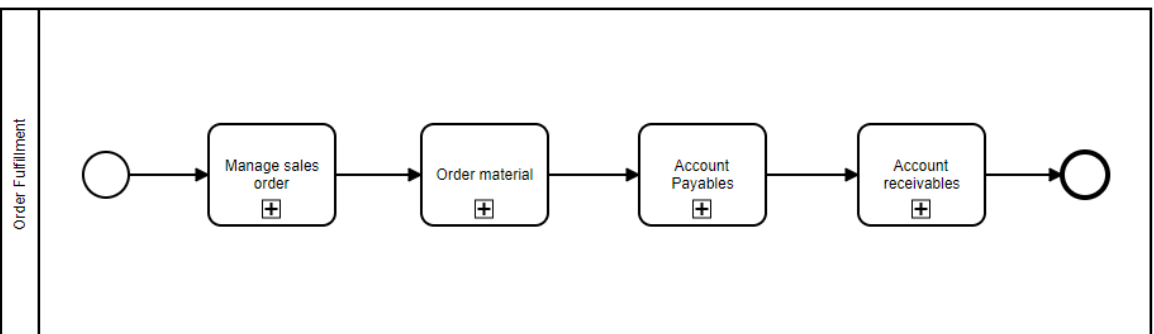 Order Fulfillment
Manage sales
order
Order material
Account
Payables
Account
receivables